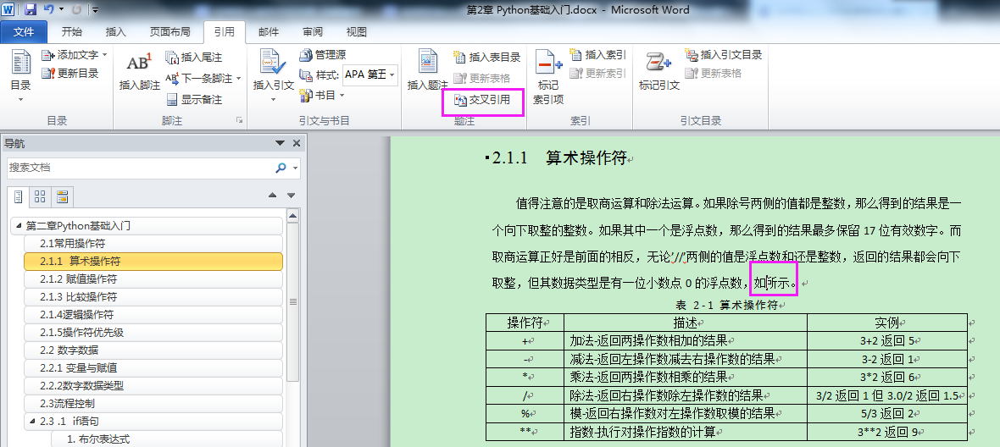 第2章 Python基础入门.docx - Microsoft Word
文件 开始 插入 页面布局 引用 邮件 审阅 视图
目录
添加文字
更新目录
目录
AB1
插入脚注
插入尾注
AB1 下一条脚注
显示备注
脚注
插入引文
管理源
样式: APA 第五
书目
引文与书目
插入题注
插入表目录
更新表格
交叉引用
题注
标记
索引项
插入索引
更新索引
索引
标记引文
插入引文目录
更新表格
引文目录
导航
搜索文档
第二章Python基础入门
2.1常用操作符
2.1.1 算术操作符
2.1.2 赋值操作符
2.1.3 比较操作符
2.1.4逻辑操作符
2.1.5操作符优先级
2.2 数字数据
2.2.1 变量与赋值
2.2.2数字数据类型
2.3流程控制
2.3 .1 if语句
1. 布尔表达式
2.1.1 算术操作符
值得注意的是取商运算和除法运算。如果除号两侧的值都是整数，那么得到的结果是一
个向下取整的整数。如果其中一个是浮点数，那么得到的结果最多保留 17 位有效数字。而
取商运算正好是前面的相反，无论’//’两侧的值是浮点数和还是整数，返回的结果都会向下
取整，但其数据类型是有一位小数点 0 的浮点数，如所示。
表 2-1 算术操作符
操作符 描述 实例
+ 加法-返回两操作数相加的结果 3+2 返回 5
- 减法-返回左操作数减去右操作数的结果 3-2 返回 1
* 乘法-返回两操作数相乘的结果 3*2 返回 6
/ 除法-返回右操作数除左操作数的结果 3/2 返回 1 但 3.0/2 返回 1.5
% 模-返回右操作数对左操作数取模的结果 5/3 返回 2
** 指数-执行对操作指数的计算 3**2 返回 9